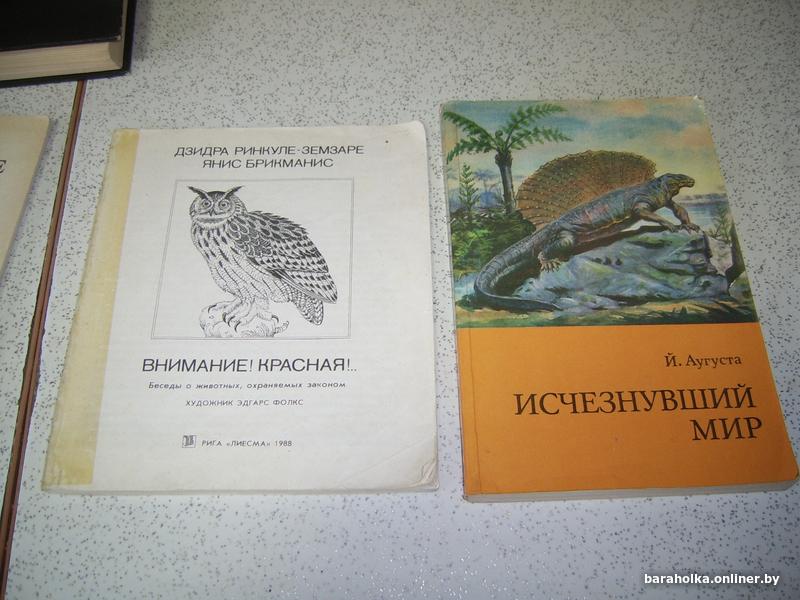 Е
ДЗИДРА РИНКУЛЕ-ЗЕМЗАРЕ
ЯНИС БРИКМАНИС
ВНИМАНИЕ! КРАСНАЯ!..
Беседы о животных, охраняемых законом
ХУДОЖНИК ЭДГАРС ФОЛКС
РИГА «ЛИЕСМА» 1988
Й. Аугуста
ИСЧЕЗНУВШИЙ
МИР
baraholka.onliner.by